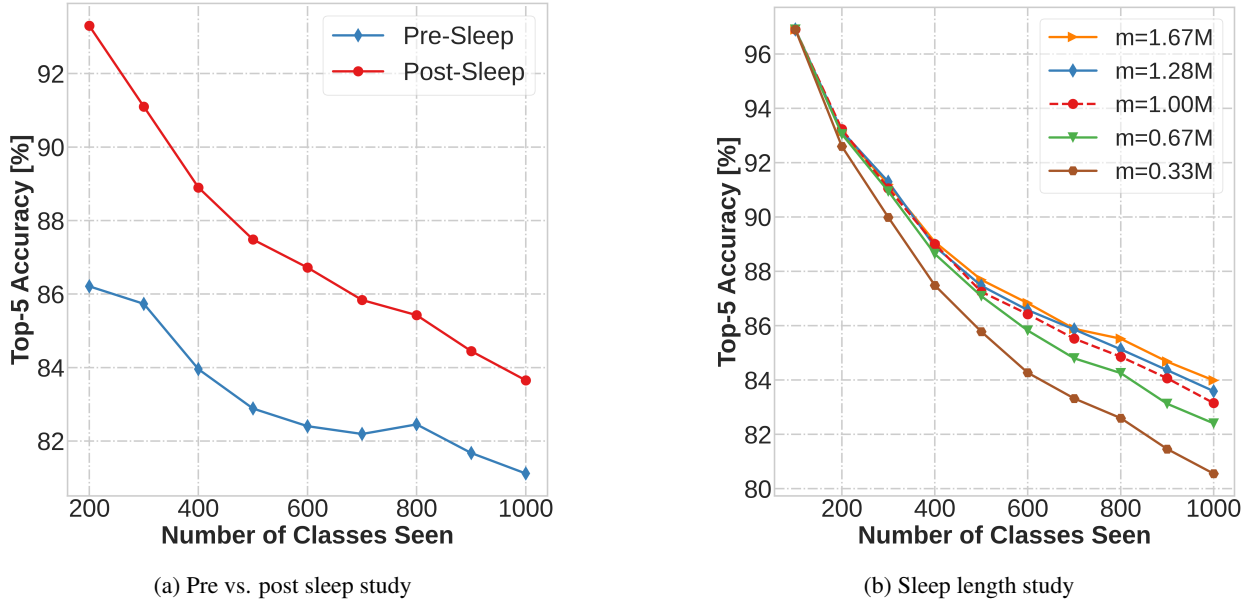 Top-5 Accuracy [%]
92
90
88
86
84
82
Pre-Sleep
Post-Sleep
200 400 600 800 1000
Number of Classes Seen
(a) Pre vs. post sleep study
Top-5 Accuracy [%]
96
94
92
90
88
86
84
82
80
m=1.67M
m=1.28M
m=1.00M
m=0.67M
m=0.33M
200 400 600 800 1000
Number of Classes Seen
(b) Sleep length study